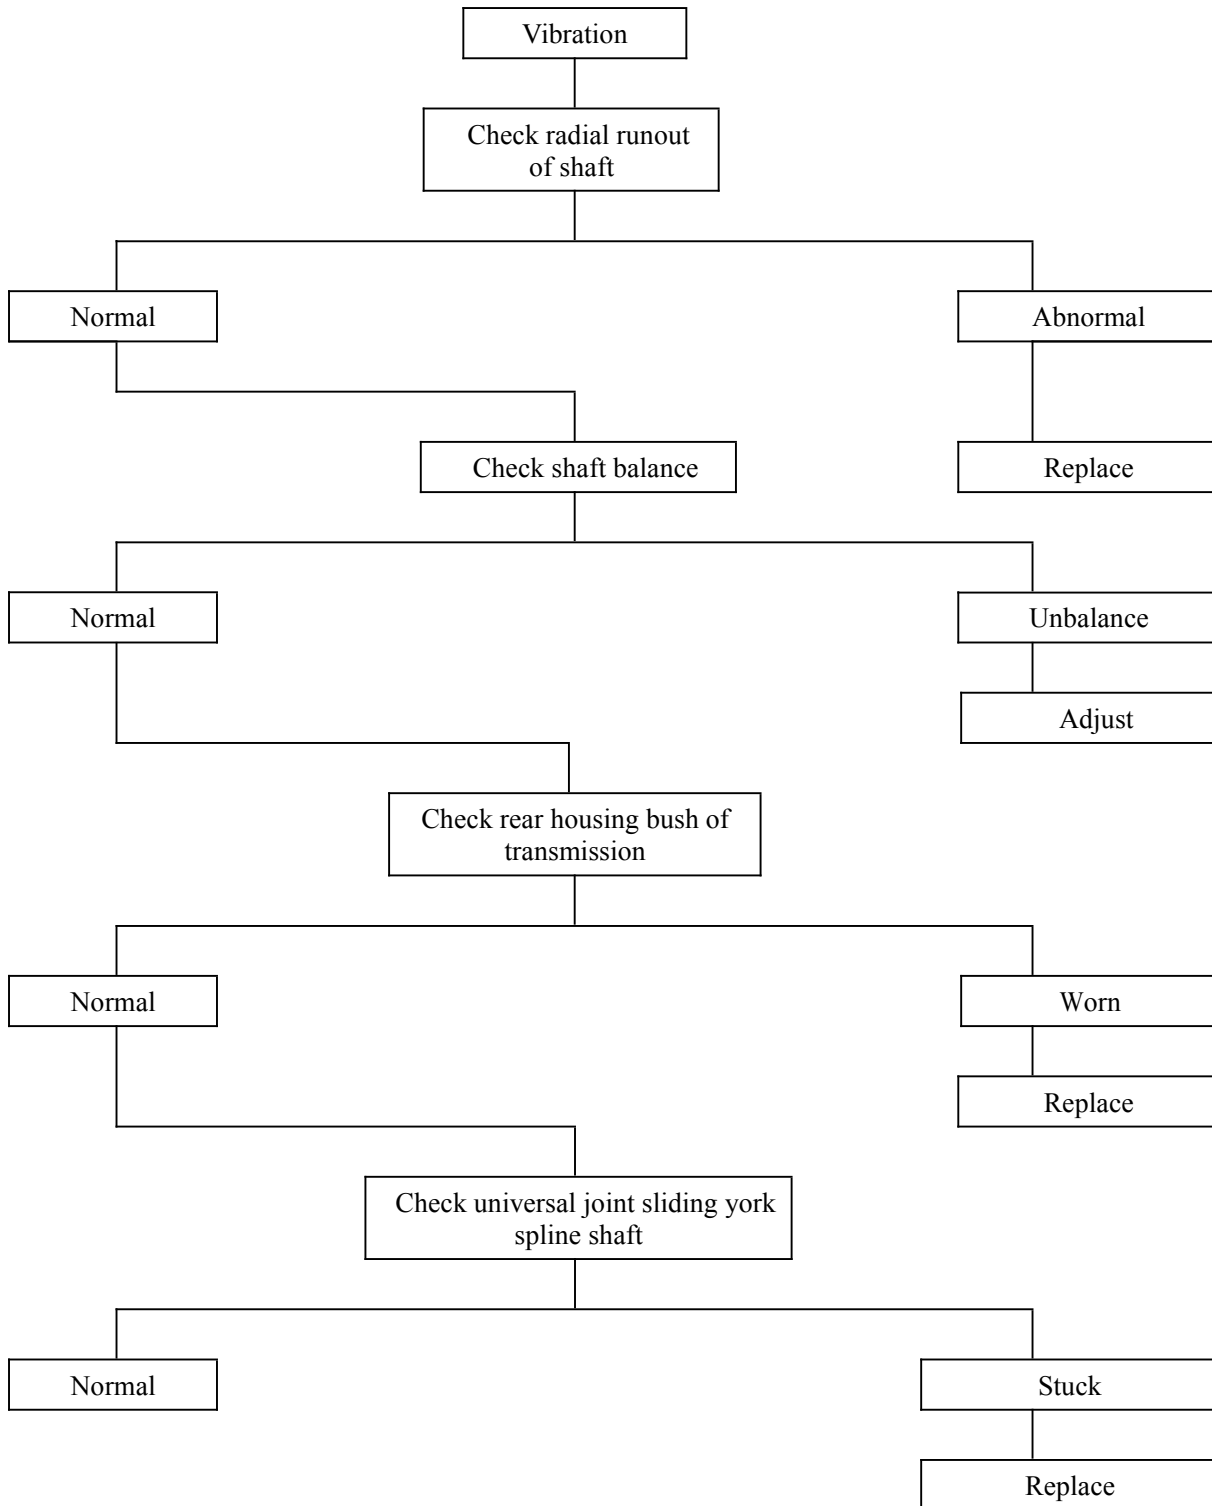 Vibration
Check radial runout
of shaft
Normal
Abnormal
Check shaft balance
Replace
Normal
Unbalance
Adjust
Check rear housing bush of
transmission
Normal
Worn
Replace
Check universal joint sliding york
spline shaft
Normal
Stuck
Replace